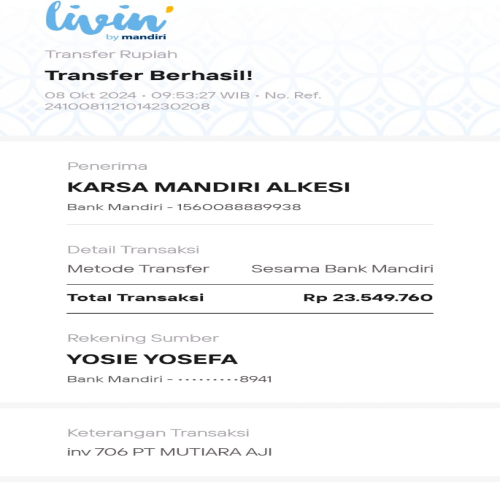 livin'
by mandiri
Transfer Rupiah
Transfer Berhasil!
08 Okt 2024 • 09:53:27 WIB • No. Ref.
2410081121014230208
Penerima
KARSA MANDIRI ALKESI
Bank Mandiri - 1560088889938
Detail Transaksi
Metode Transfer Sesama Bank Mandiri
Total Transaksi Rp 23.549.760
Rekening Sumber
YOSIE YOSEFA
Bank Mandiri - •••••••••8941
Keterangan Transaksi
inv 706 PT MUTIARA AJI